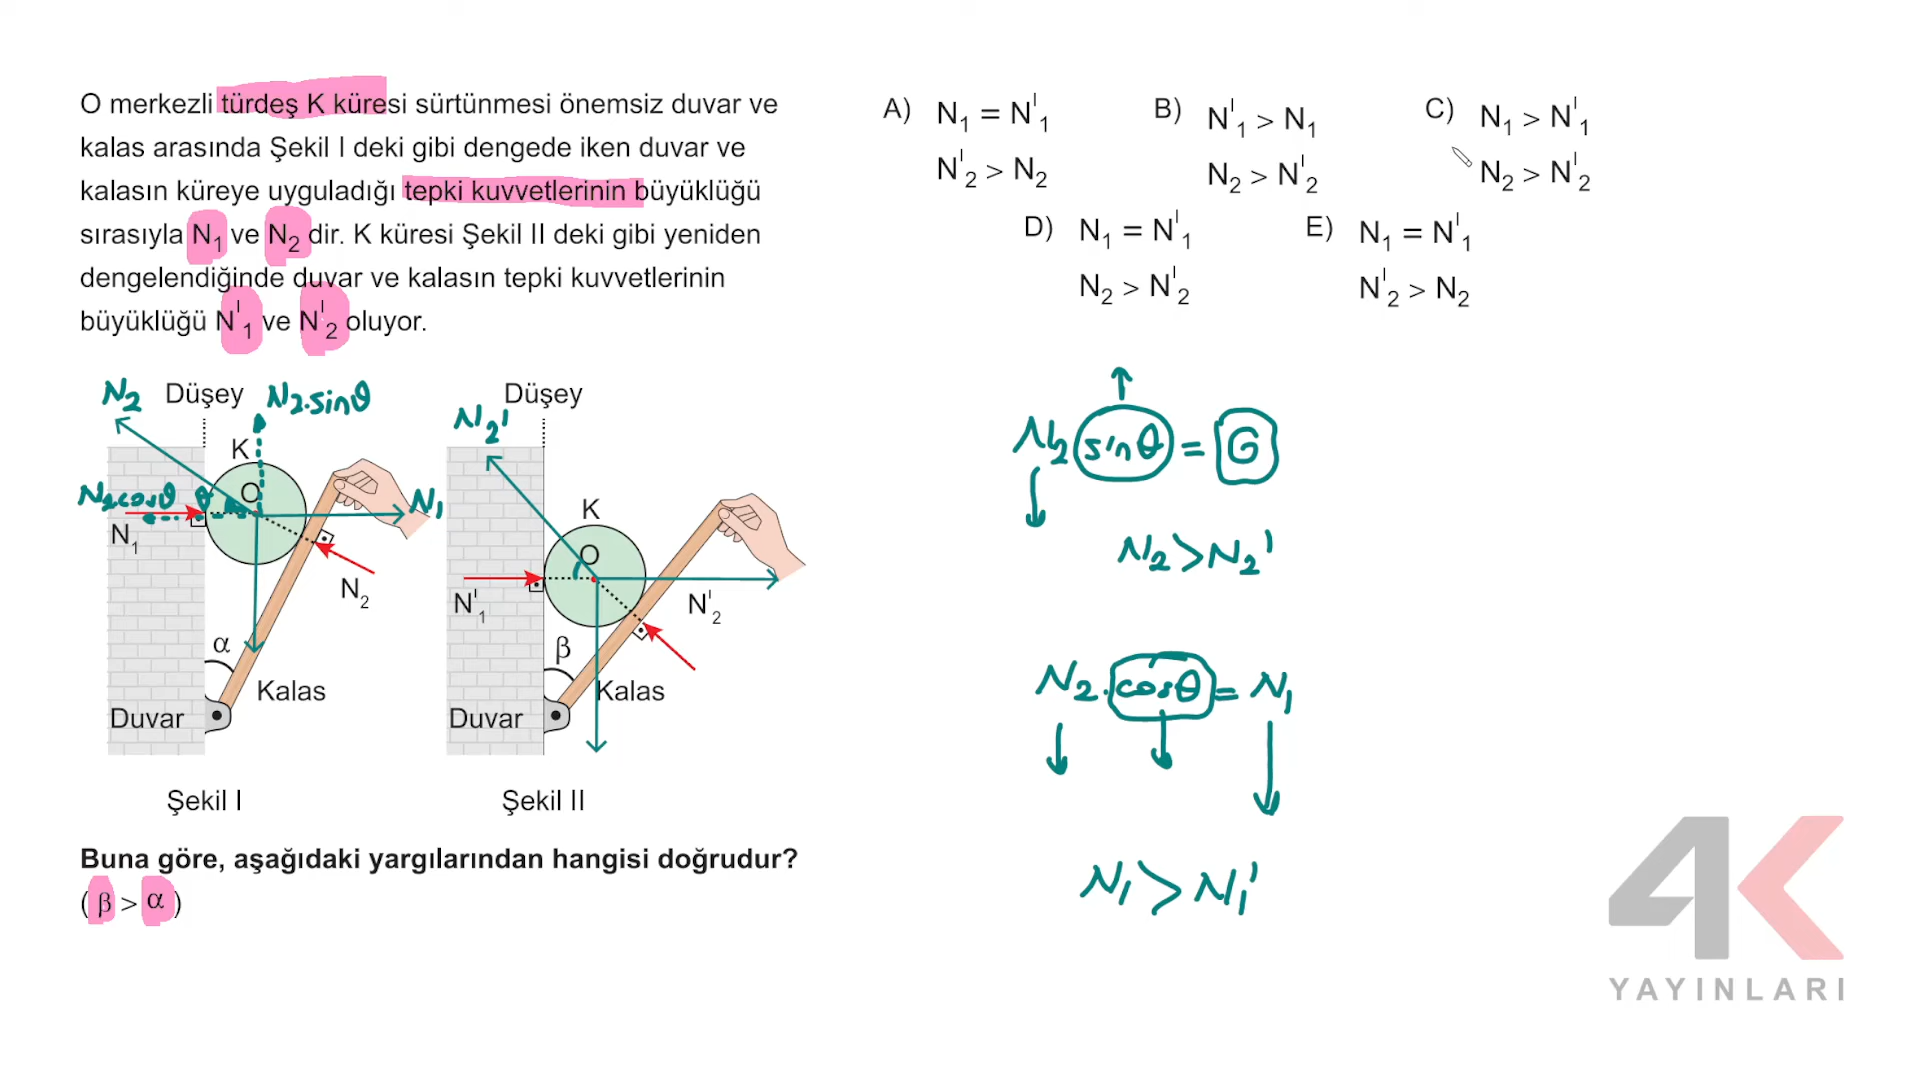 O merkezli türdeş K küresi sürtünmesi önemsiz duvar ve
kalas arasında Şekil I deki gibi dengede iken duvar ve
kalasın küreye uyguladığı tepki kuvvetlerinin büyüklüğü
sırasıyla N₁ ve N₂ dir. K küresi Şekil II deki gibi yeniden
dengelendiğinde duvar ve kalasın tepki kuvvetlerinin
büyüklüğü N'₁ ve N'₂ oluyor.
A) N₁ = N'₁
N'₂ > N₂
B) N'₁ > N₁
N₂ > N'₂
C) N₁ > N'₁
N₂ > N'₂
D) N₁ = N'₁
N₂ > N'₂
E) N₁ = N'₁
N'₂ > N₂
N₂ Düşey N₂.sinθ
K
O
N₂.cosθ θ
N₁
N₁
N₂
α
Kalas
Duvar
Şekil I
Düşey
N₂'
K
O
N'₁
N'₂
β
Kalas
Duvar
Şekil II
N₂ sinθ = G
N₂ > N₂'
N₂.cosθ = N₁
N₁ > N₁'
Buna göre, aşağıdaki yargılarından hangisi doğrudur?
(β > α)
4K
YAYINLARI